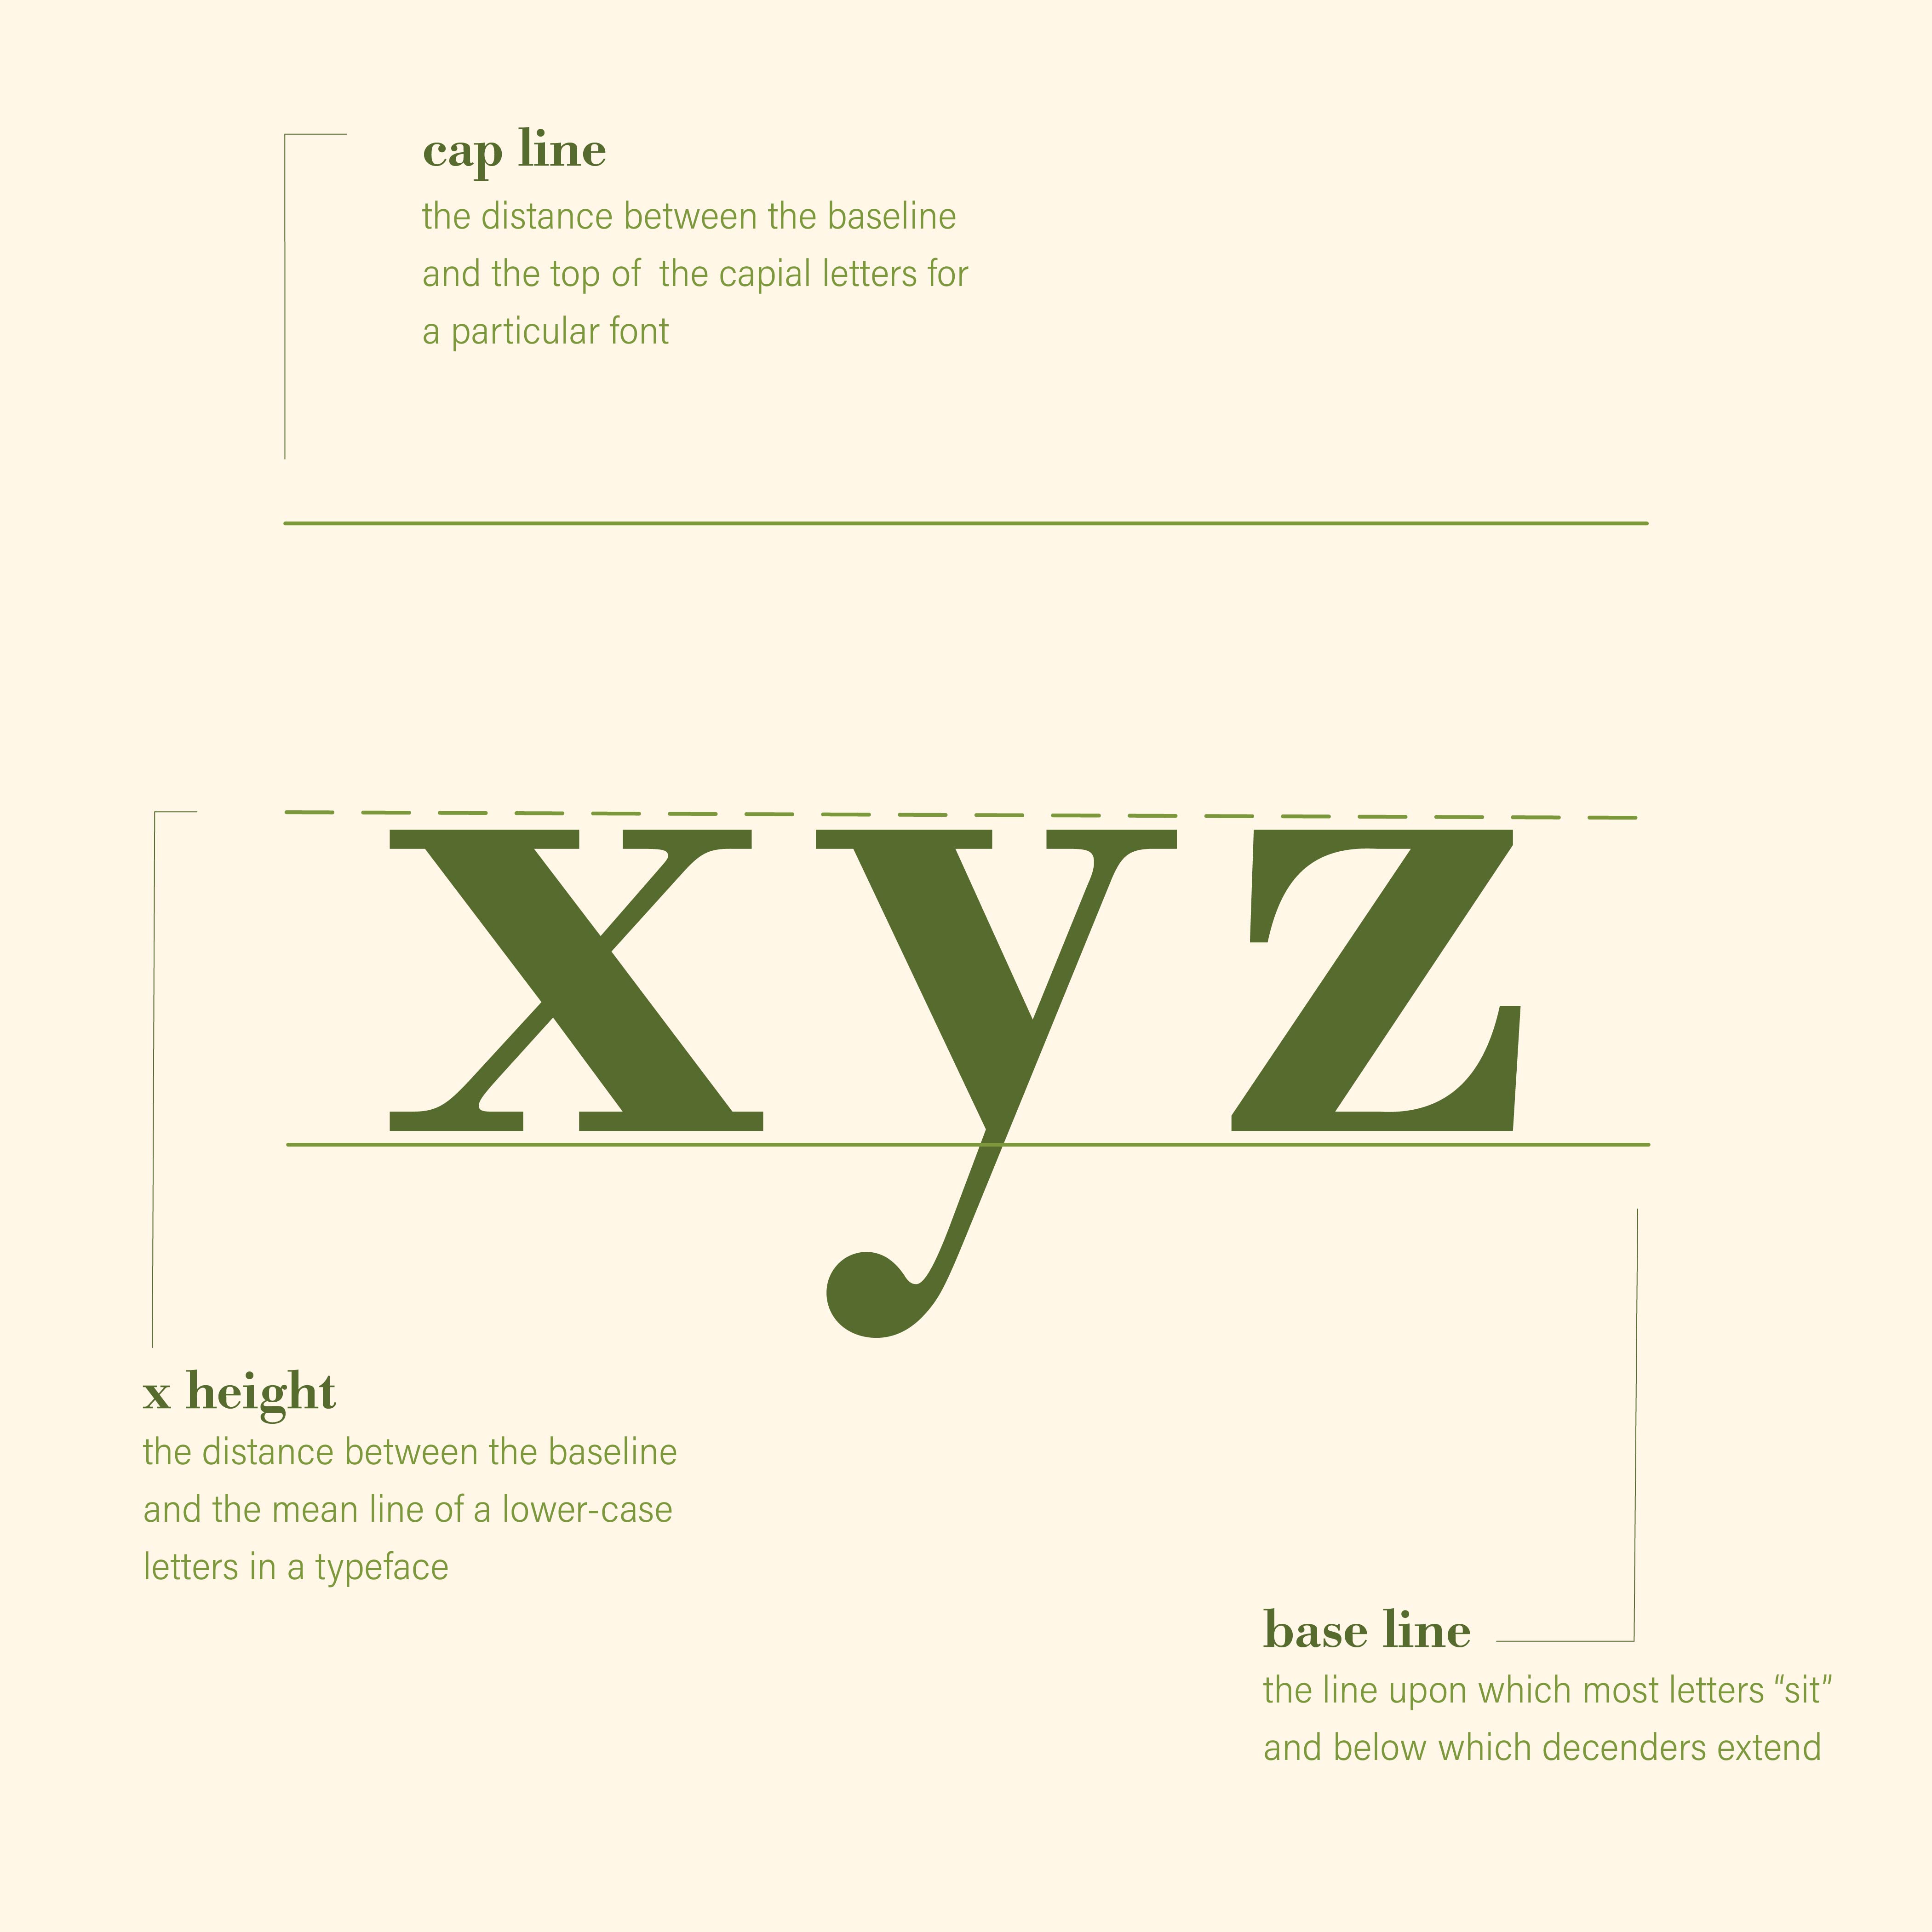 cap line
the distance between the baseline
and the top of  the capial letters for
a particular font
xyz
x height
the distance between the baseline
and the mean line of a lower-case
letters in a typeface
base line
the line upon which most letters “sit”
and below which decenders extend